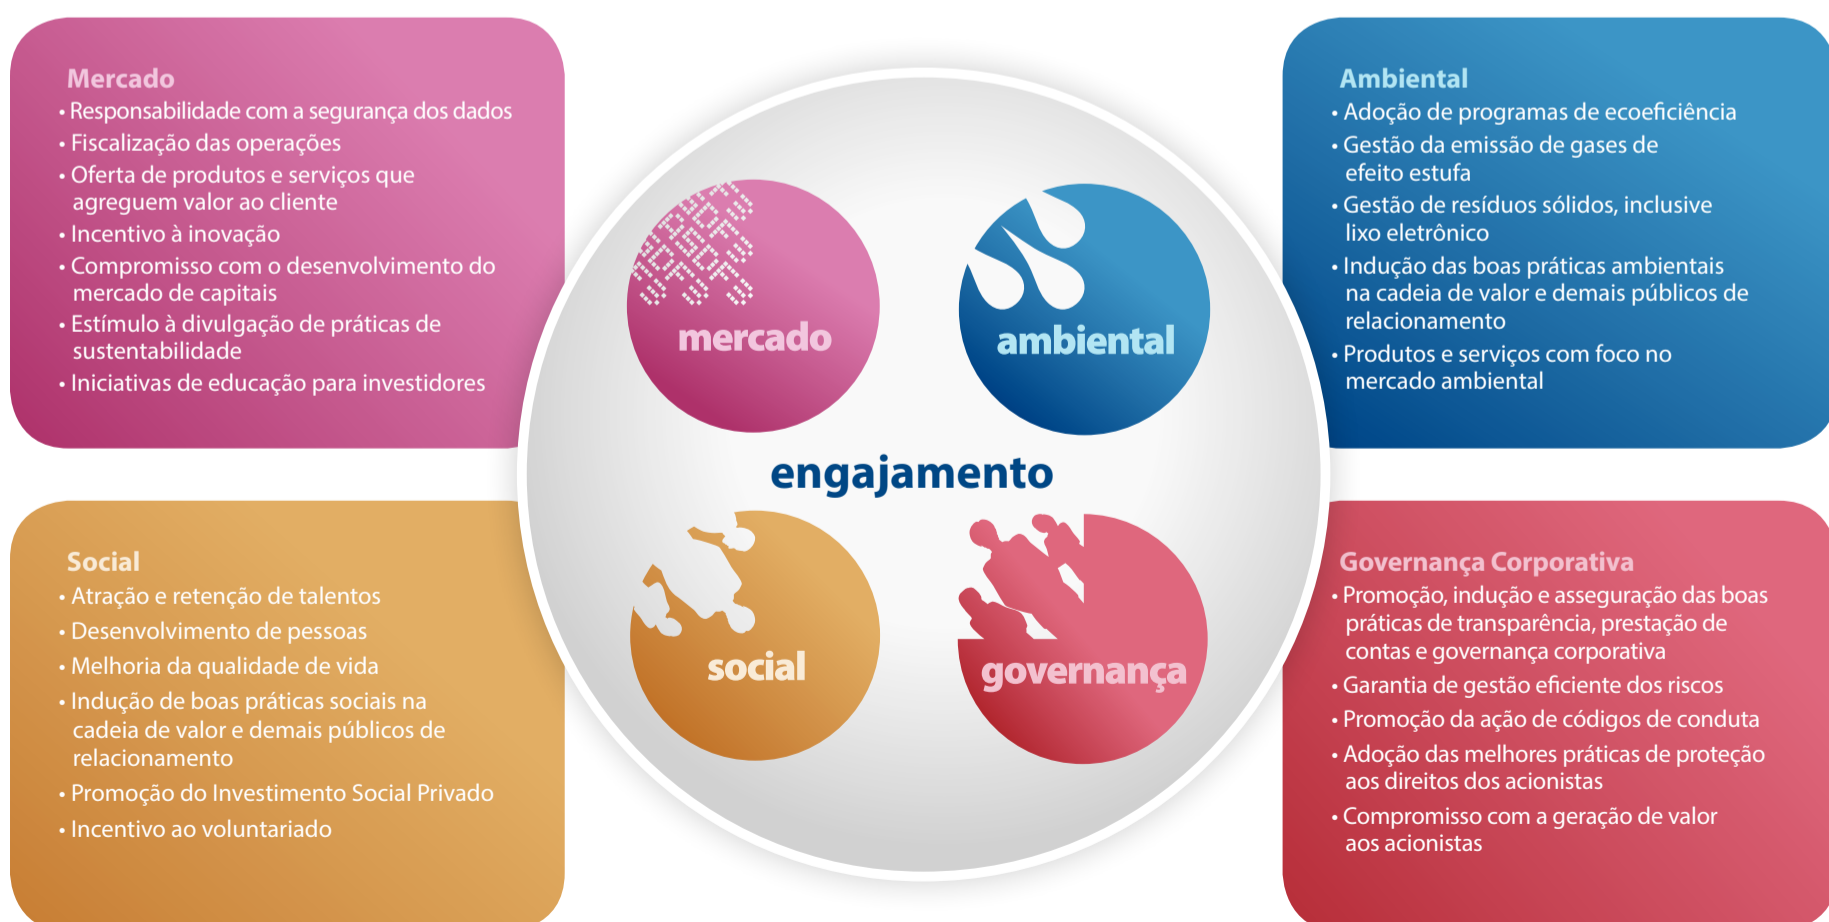 Mercado
• Responsabilidade com a segurança dos dados
• Fiscalização das operações
• Oferta de produtos e serviços que
agreguem valor ao cliente
• Incentivo à inovação
• Compromisso com o desenvolvimento do
mercado de capitais
• Estímulo à divulgação de práticas de
sustentabilidade
• Iniciativas de educação para investidores
Ambiental
• Adoção de programas de ecoeficiência
• Gestão da emissão de gases de
efeito estufa
• Gestão de resíduos sólidos, inclusive
lixo eletrônico
• Indução das boas práticas ambientais
na cadeia de valor e demais públicos de
relacionamento
• Produtos e serviços com foco no
mercado ambiental
mercado
ambiental
engajamento
social
governança
Social
• Atração e retenção de talentos
• Desenvolvimento de pessoas
• Melhoria da qualidade de vida
• Indução de boas práticas sociais na
cadeia de valor e demais públicos de
relacionamento
• Promoção do Investimento Social Privado
• Incentivo ao voluntariado
Governança Corporativa
• Promoção, indução e asseguração das boas
práticas de transparência, prestação de
contas e governança corporativa
• Garantia de gestão eficiente dos riscos
• Promoção da ação de códigos de conduta
• Adoção das melhores práticas de proteção
aos direitos dos acionistas
• Compromisso com a geração de valor
aos acionistas